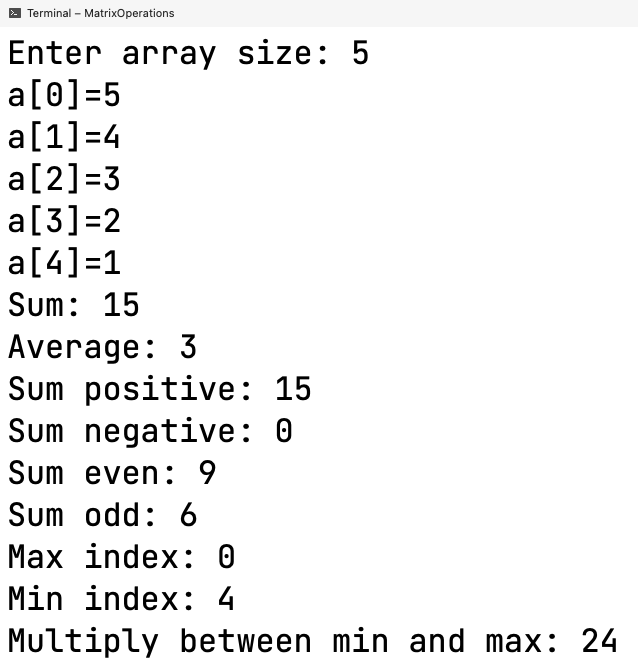 Terminal – MatrixOperations
Enter array size: 5
a[0]=5
a[1]=4
a[2]=3
a[3]=2
a[4]=1
Sum: 15
Average: 3
Sum positive: 15
Sum negative: 0
Sum even: 9
Sum odd: 6
Max index: 0
Min index: 4
Multiply between min and max: 24